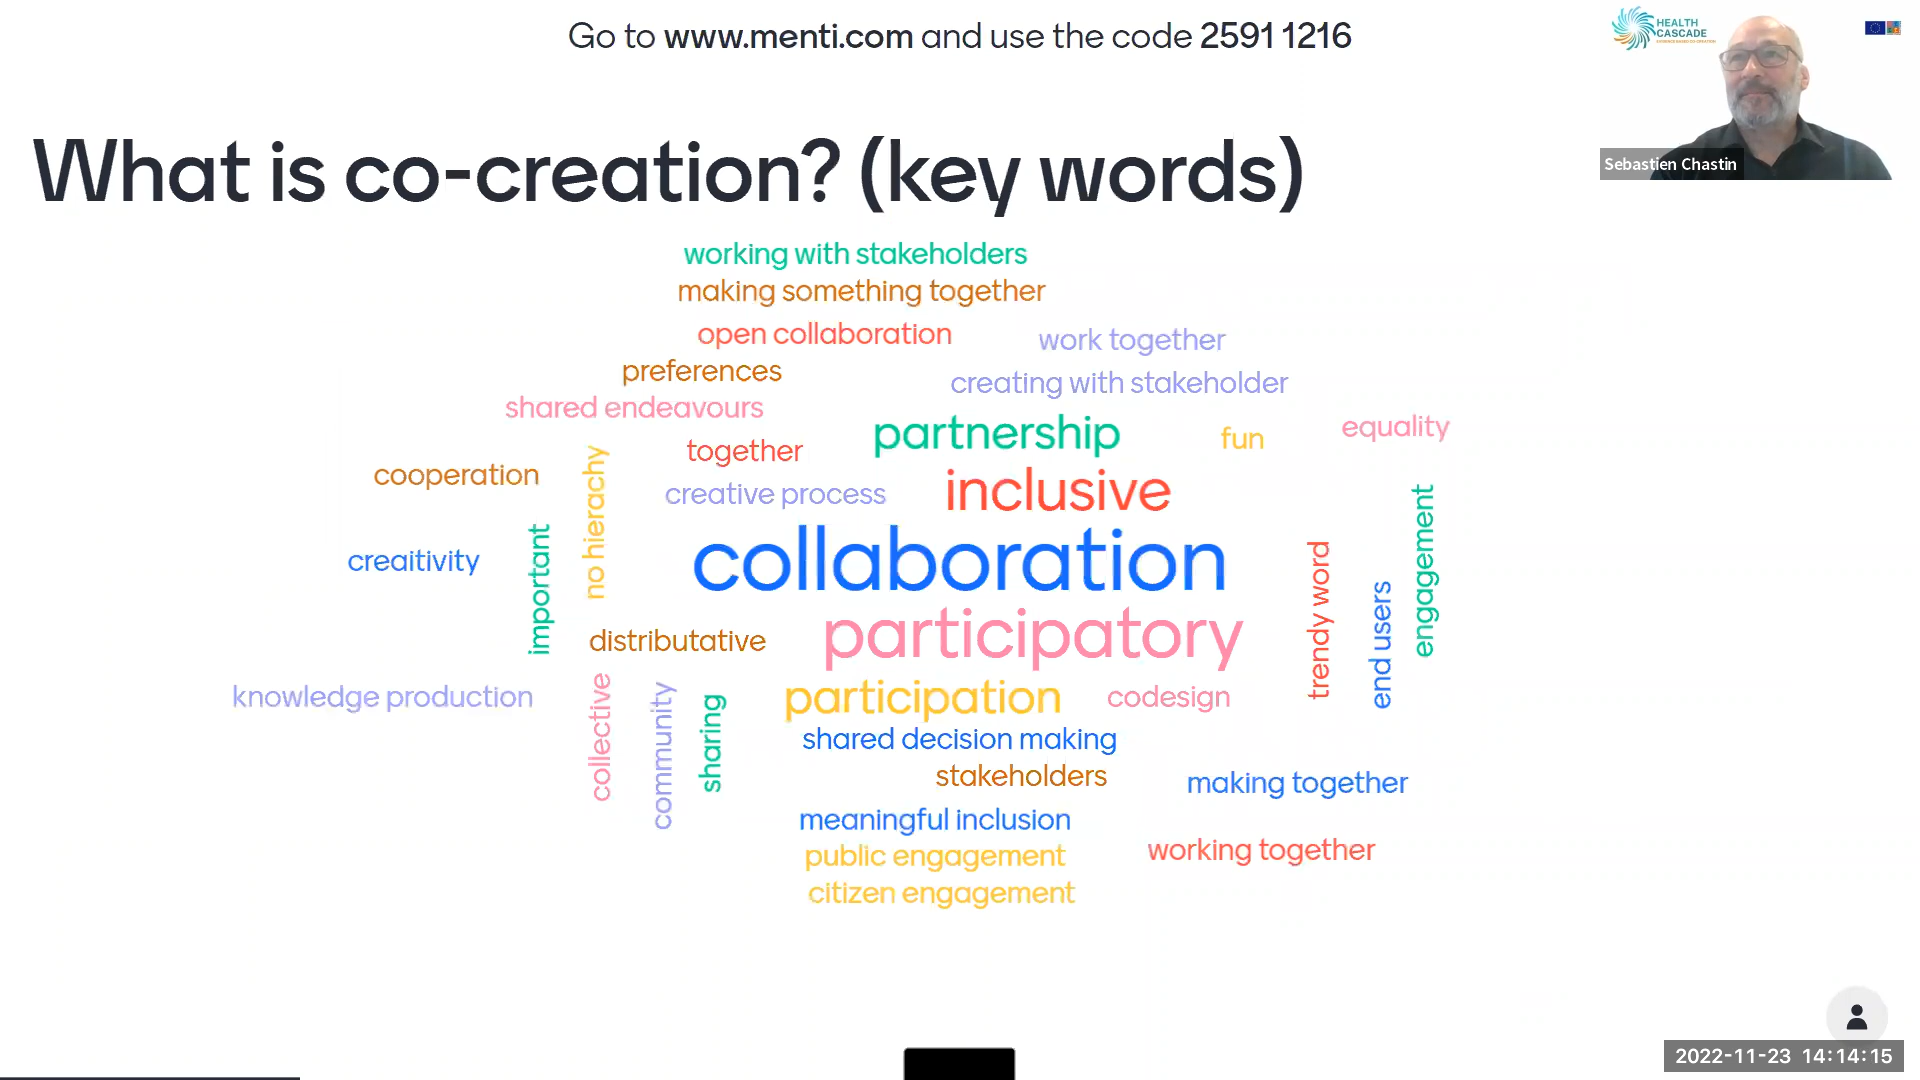 Go to www.menti.com and use the code 2591 1216
HEALTH
CASCADE
Sebastien Chastin
What is co-creation? (key words)
working with stakeholders
making something together
open collaboration
work together
preferences
creating with stakeholder
shared endeavours
partnership
fun
equality
together
cooperation
no hierachy
creative process
inclusive
engagement
creaitivity
important
collaboration
trendy word
end users
distributative
participatory
knowledge production
collective
community
sharing
participation
codesign
shared decision making
stakeholders
making together
meaningful inclusion
public engagement
working together
citizen engagement
2022-11-23 14:14:15